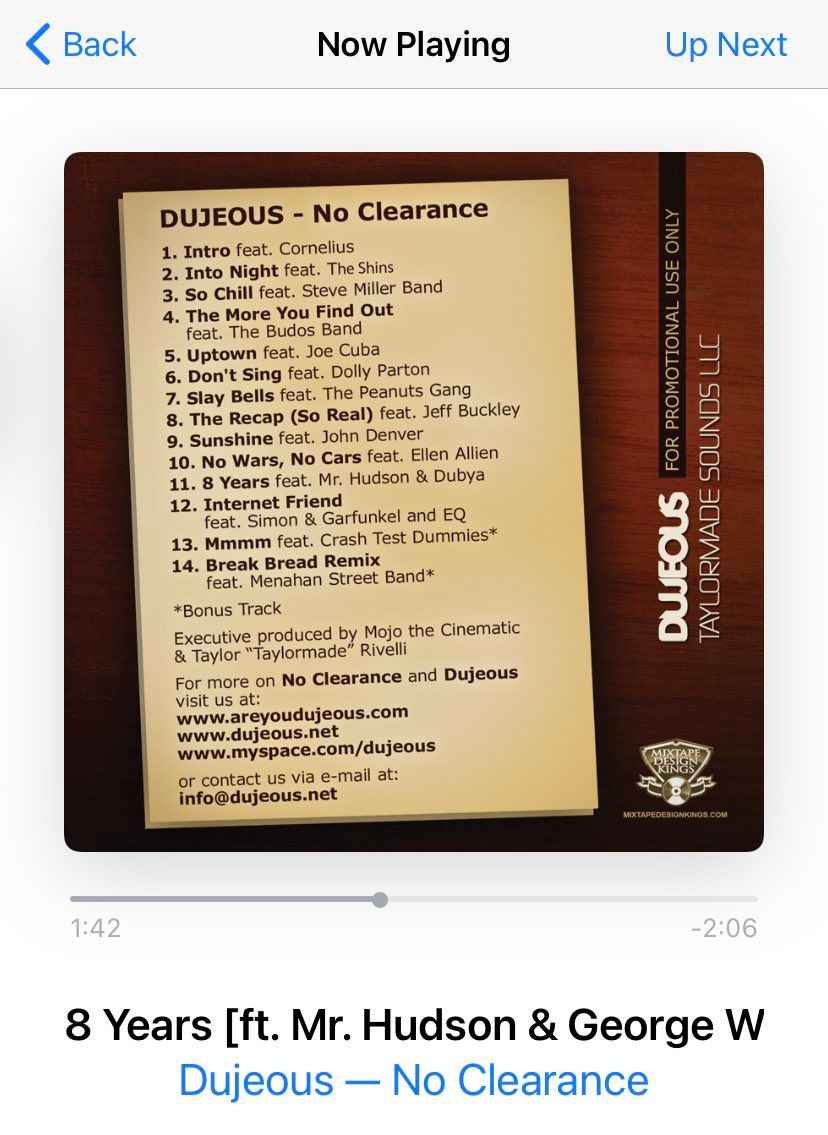 Back
Now Playing
Up Next
DUJEOUS - No Clearance
1. Intro feat. Cornelius
2. Into Night feat. The Shins
3. So Chill feat. Steve Miller Band
4. The More You Find Out
feat. The Budos Band
5. Uptown feat. Joe Cuba
6. Don't Sing feat. Dolly Parton
7. Slay Bells feat. The Peanuts Gang
8. The Recap (So Real) feat. Jeff Buckley
9. Sunshine feat. John Denver
10. No Wars, No Cars feat. Ellen Allien
11. 8 Years feat. Mr. Hudson & Dubya
12. Internet Friend
feat. Simon & Garfunkel and EQ
13. Mmmm feat. Crash Test Dummies*
14. Break Bread Remix
feat. Menahan Street Band*
*Bonus Track
Executive produced by Mojo the Cinematic
& Taylor “Taylormade” Rivelli
For more on No Clearance and Dujeous
visit us at:
www.areyoudujeous.com
www.dujeous.net
www.myspace.com/dujeous
or contact us via e-mail at:
info@dujeous.net
DUJEOUS FOR PROMOTIONAL USE ONLY
TAYLORMADE SOUNDS LLC
MIXTAPE
DESIGN
KINGS
MIXTAPEDESIGNKINGS.COM
1:42
-2:06
8 Years [ft. Mr. Hudson & George W
Dujeous — No Clearance